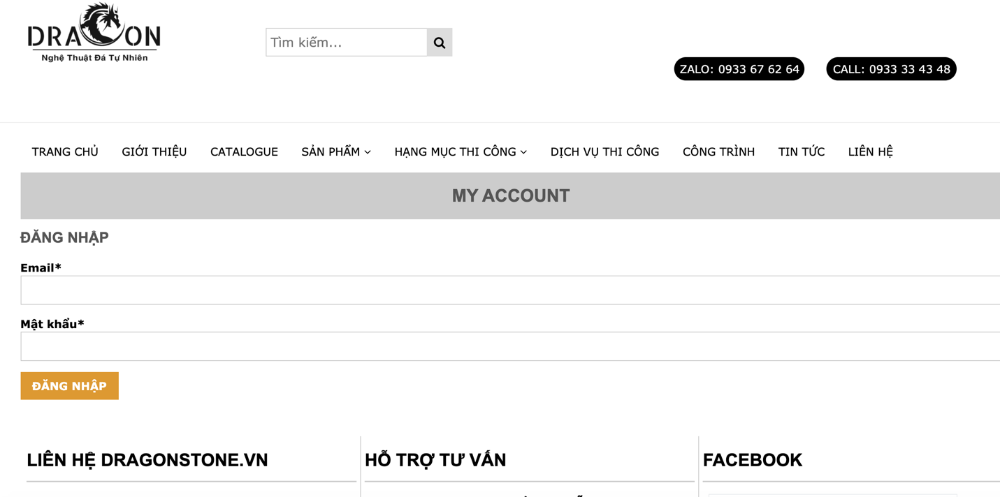 DRAGON
Nghệ Thuật Đá Tự Nhiên
Tìm kiếm...
ZALO: 0933 67 62 64
CALL: 0933 33 43 48
TRANG CHỦ GIỚI THIỆU CATALOGUE SẢN PHẨM HẠNG MỤC THI CÔNG DỊCH VỤ THI CÔNG CÔNG TRÌNH TIN TỨC LIÊN HỆ
MY ACCOUNT
ĐĂNG NHẬP
Email*
Mật khẩu*
ĐĂNG NHẬP
LIÊN HỆ DRAGONSTONE.VN
HỖ TRỢ TƯ VẤN
FACEBOOK